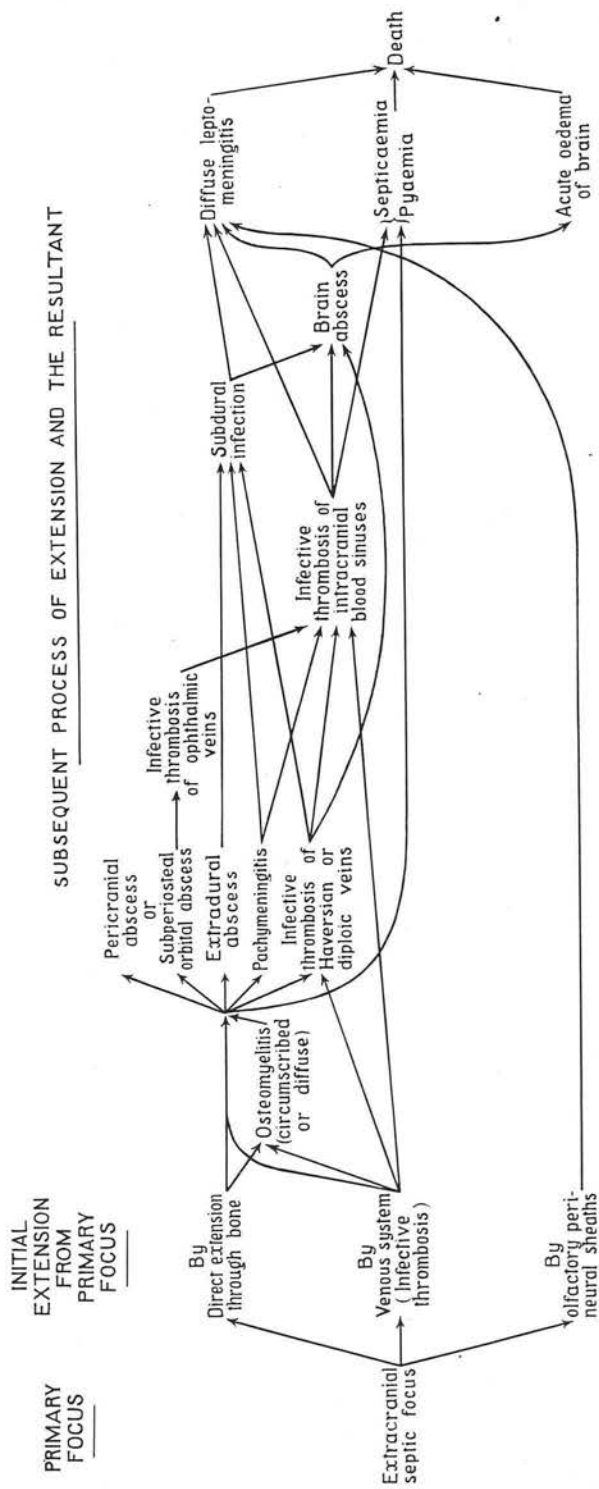 SUBSEQUENT PROCESS OF EXTENSION AND THE RESULTANT
INITIAL
EXTENSION
FROM
PRIMARY
FOCUS
PRIMARY
FOCUS
Extracranial
septic focus
By
Direct extension
through bone
By
Venous system
(Infective
thrombosis)
By
olfactory peri-
neural sheaths
Osteomyelitis
(circumscribed
or diffuse)
Pericranial
abscess
or
Subperiosteal
orbital abscess
Extradural
abscess
Pachymeningitis
Infective
thrombosis of
Haversian or
diploic veins
Infective
thrombosis
of ophthalmic
veins
Infective
thrombosis of
intracranial
blood sinuses
Subdural
infection
Brain
abscess
Diffuse lepto-
meningitis
{Septicaemia
Pyaemia
Acute oedema
of brain
Death